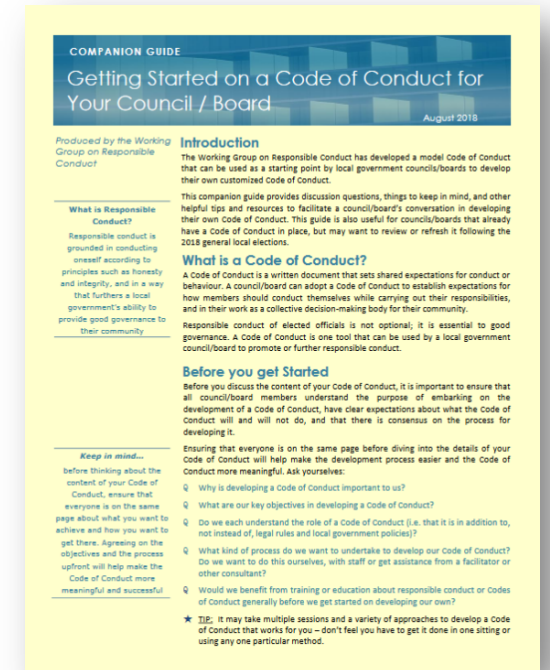 COMPANION GUIDE
Getting Started on a Code of Conduct for
Your Council / Board
August 2018
Produced by the Working
Group on Responsible
Conduct
What is Responsible
Conduct?
Responsible conduct is
grounded in conducting
oneself according to
principles such as honesty
and integrity, and in a way
that furthers a local
government's ability to
provide good governance to
their community
Keep in mind...
before thinking about the
content of your Code of
Conduct, ensure that
everyone is on the same
page about what you want to
achieve and how you want to
get there. Agreeing on the
objectives and the process
upfront will help make the
Code of Conduct more
meaningful and successful
Introduction
The Working Group on Responsible Conduct has developed a model Code of Conduct
that can be used as a starting point by local government councils/boards to develop
their own customized Code of Conduct.
This companion guide provides discussion questions, things to keep in mind, and other
helpful tips and resources to facilitate a council/board's conversation in developing
their own Code of Conduct. This guide is also useful for councils/boards that already
have a Code of Conduct in place, but may want to review or refresh it following the
2018 general local elections.
What is a Code of Conduct?
A Code of Conduct is a written document that sets shared expectations for conduct or
behaviour. A council/board can adopt a Code of Conduct to establish expectations for
how members should conduct themselves while carrying out their responsibilities,
and in their work as a collective decision-making body for their community.
Responsible conduct of elected officials is not optional; it is essential to good
governance. A Code of Conduct is one tool that can be used by a local government
council/board to promote or further responsible conduct.
Before you get Started
Before you discuss the content of your Code of Conduct, it is important to ensure that
all council/board members understand the purpose of embarking on the
development of a Code of Conduct, have clear expectations about what the Code of
Conduct will and will not do, and that there is consensus on the process for
developing it.
Ensuring that everyone is on the same page before diving into the details of your
Code of Conduct will help make the development process easier and the Code of
Conduct more meaningful. Ask yourselves:
Q Why is developing a Code of Conduct important to us?
Q What are our key objectives in developing a Code of Conduct?
Q Do we each understand the role of a Code of Conduct (i.e. that it is in addition to,
not instead of, legal rules and local government policies)?
Q What kind of process do we want to undertake to develop our Code of Conduct?
Do we want to do this ourselves, with staff or get assistance from a facilitator or
other consultant?
Q Would we benefit from training or education about responsible conduct or Codes
of Conduct generally before we get started on developing our own?
★ TIP: It may take multiple sessions and a variety of approaches to develop a Code
of Conduct that works for you – don't feel you have to get it done in one sitting or
using any one particular method.